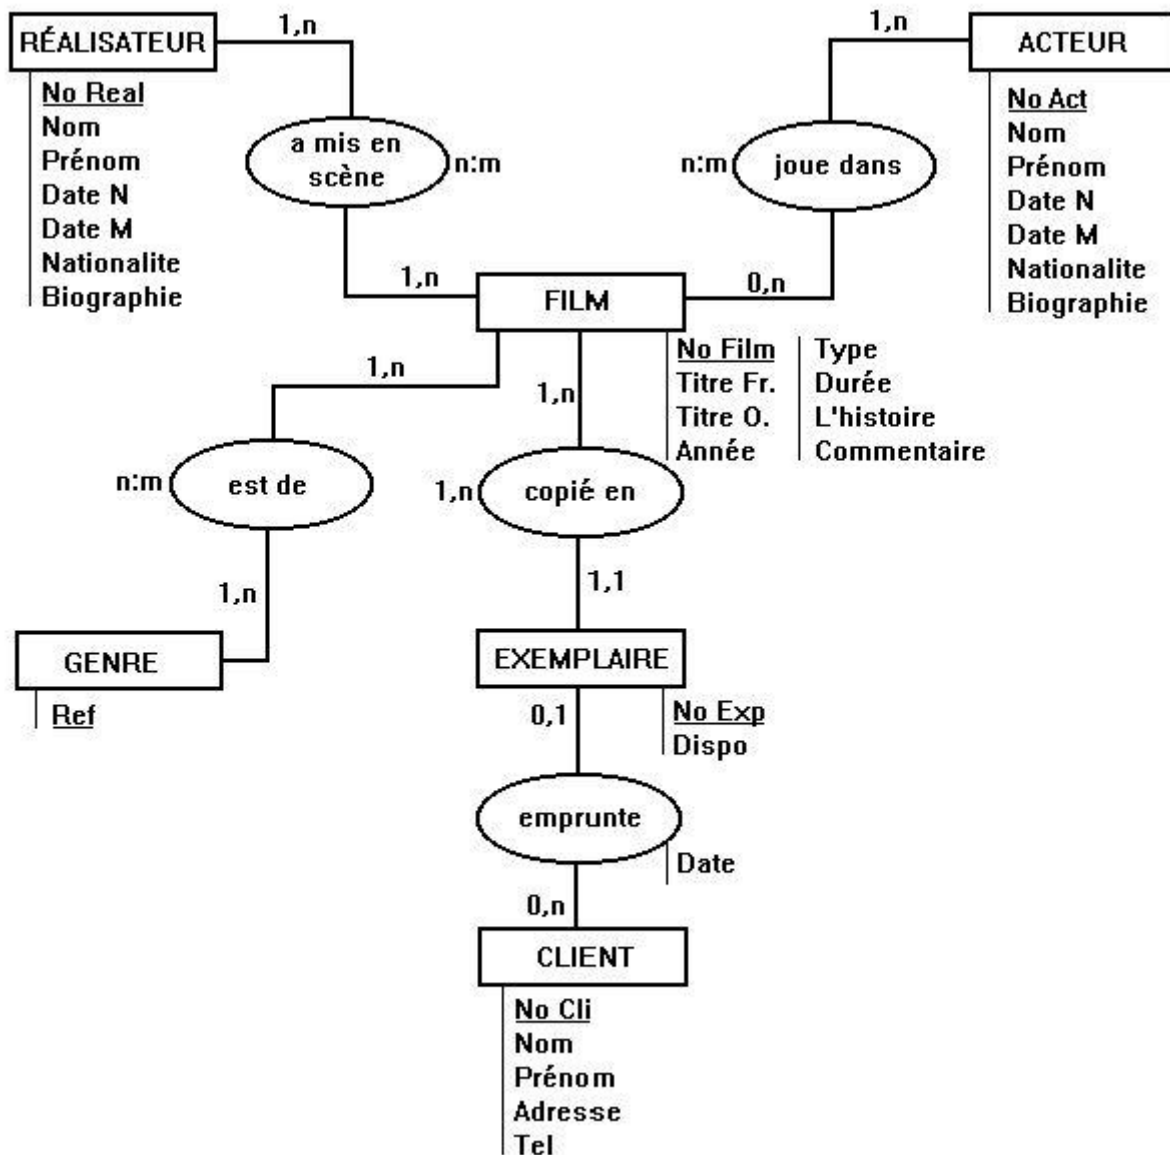 RÉALISATEUR
1,n
No Real
Nom
Prénom
Date N
Date M
Nationalite
Biographie
a mis en
scène
n:m
1,n
1,n
ACTEUR
No Act
Nom
Prénom
Date N
Date M
Nationalite
Biographie
joue dans
n:m
0,n
FILM
No Film
Titre Fr.
Titre O.
Année
Type
Durée
L'histoire
Commentaire
1,n
est de
n:m
1,n
GENRE
Ref
1,n
copié en
1,n
1,1
EXEMPLAIRE
No Exp
Dispo
0,1
emprunte
Date
0,n
CLIENT
No Cli
Nom
Prénom
Adresse
Tel